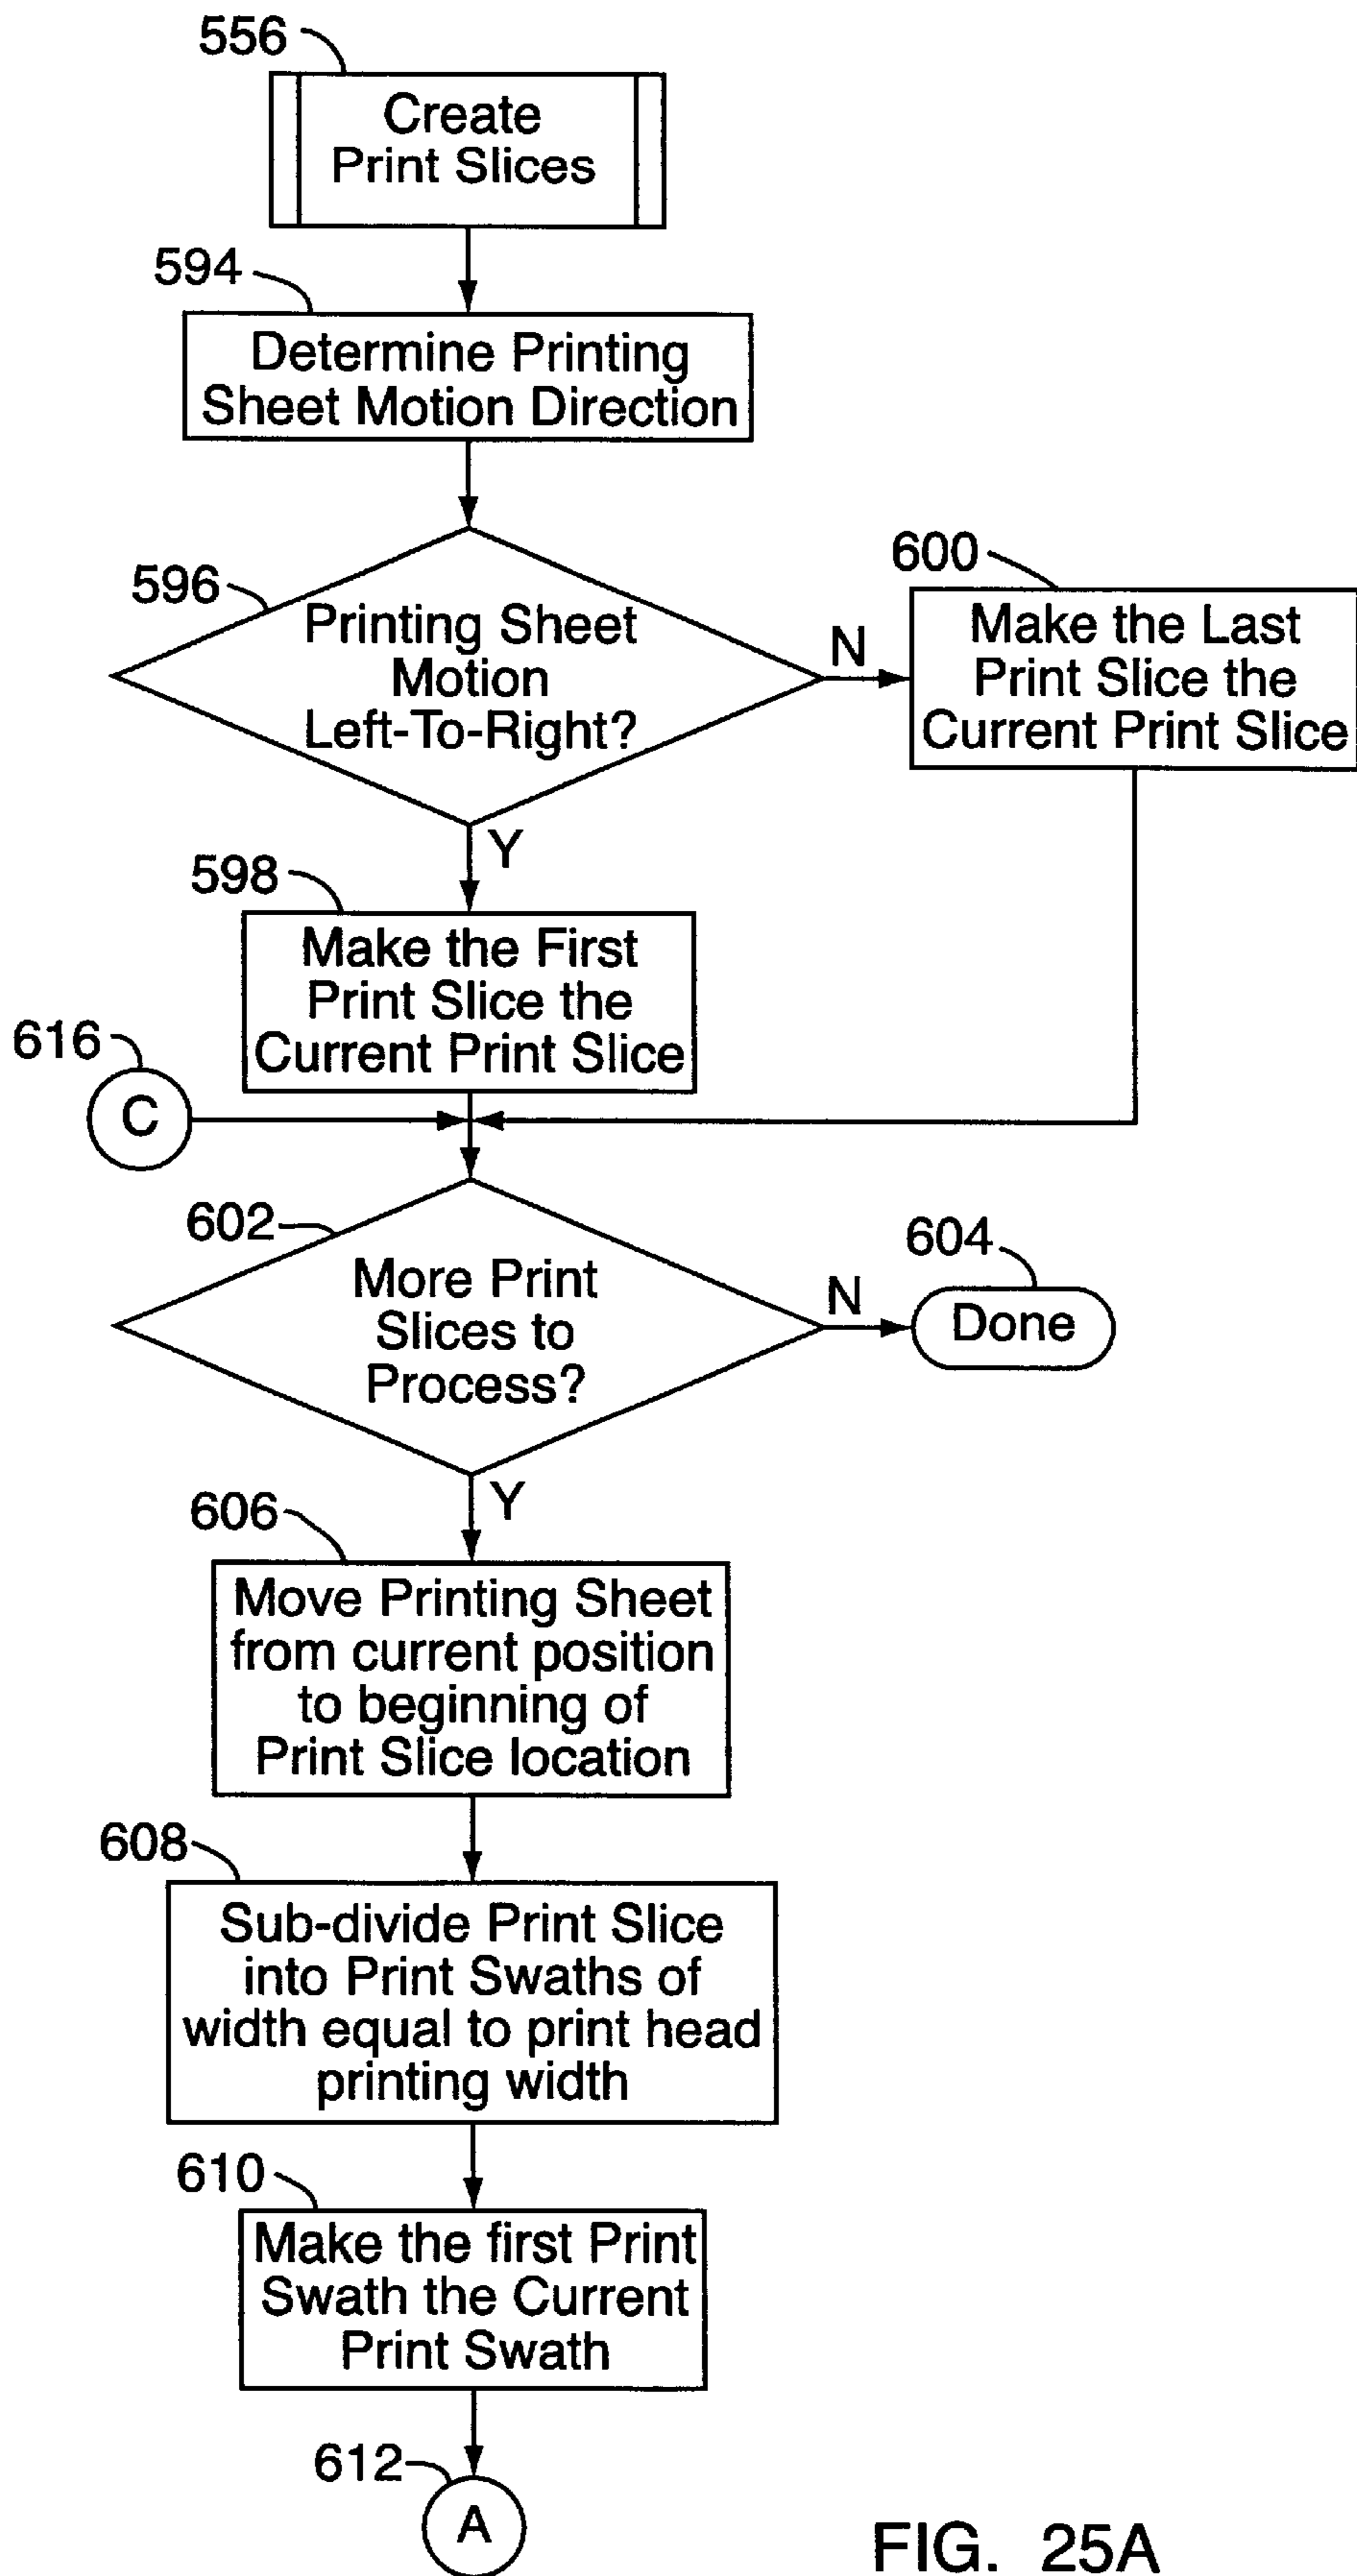 556
Create
Print Slices
594
Determine Printing
Sheet Motion Direction
596
Printing Sheet
Motion
Left-To-Right?
N
600
Make the Last
Print Slice the
Current Print Slice
Y
598
Make the First
Print Slice the
Current Print Slice
616
C
602
More Print
Slices to
Process?
N
604
Done
Y
606
Move Printing Sheet
from current position
to beginning of
Print Slice location
608
Sub-divide Print Slice
into Print Swaths of
width equal to print head
printing width
610
Make the first Print
Swath the Current
Print Swath
612
A
FIG. 25A